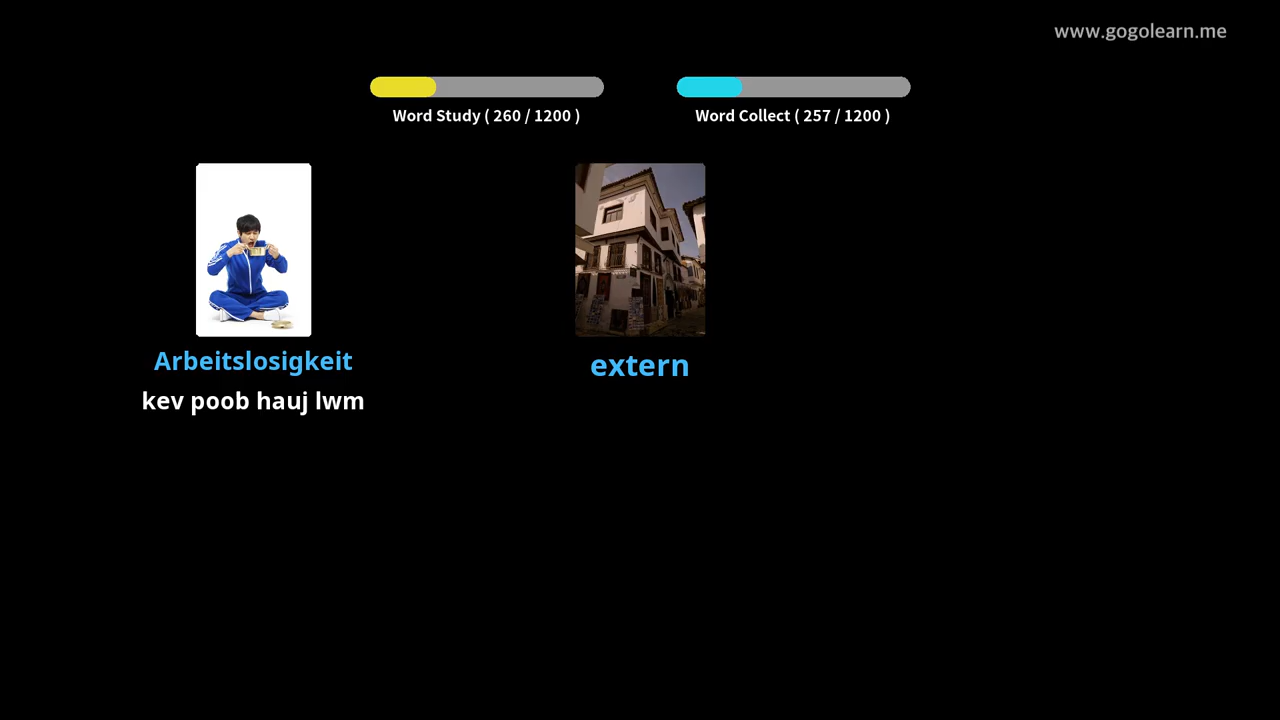 www.gogolearn.me
Word Study ( 260 / 1200 )
Word Collect ( 257 / 1200 )
Arbeitslosigkeit
kev poob hauj lwm
extern